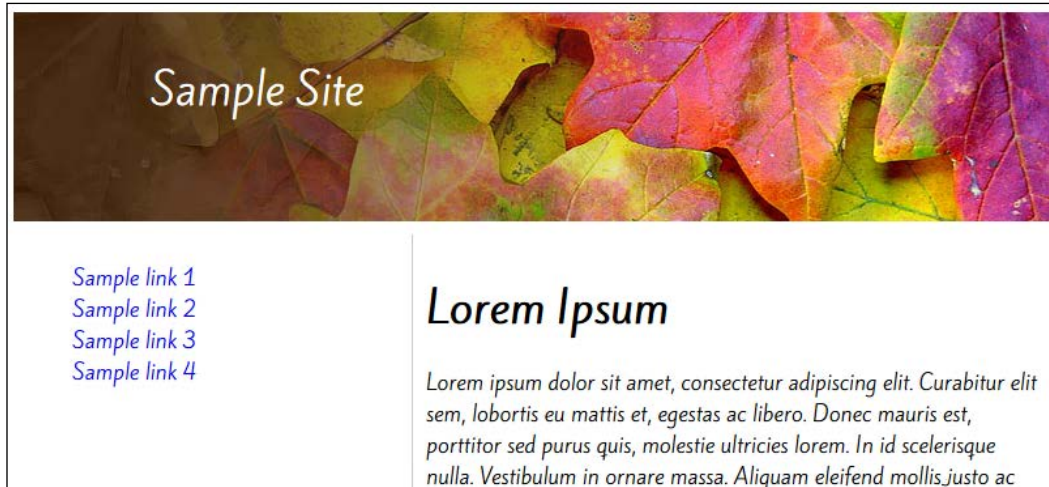 Sample Site
Sample link 1
Sample link 2
Sample link 3
Sample link 4
Lorem Ipsum
Lorem ipsum dolor sit amet, consectetur adipiscing elit. Curabitur elit
sem, lobortis eu mattis et, egestas ac libero. Donec mauris est,
porttitor sed purus quis, molestie ultricies lorem. In id scelerisque
nulla. Vestibulum in ornare massa. Aliquam eleifend mollis justo ac